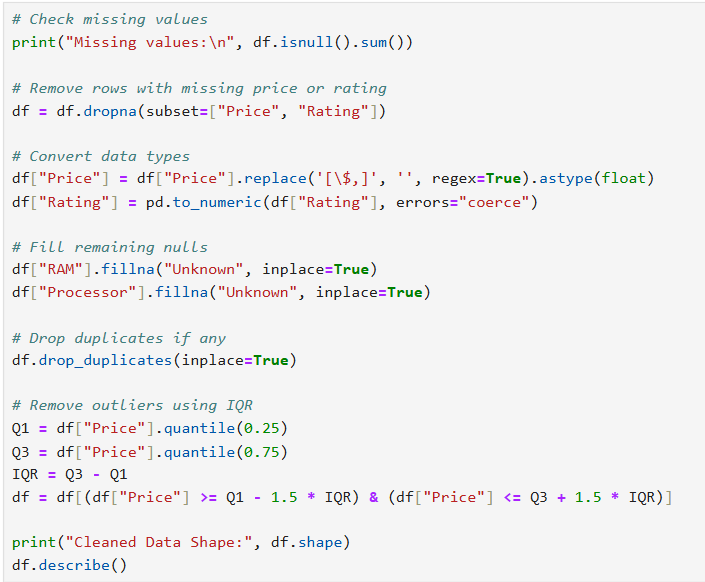 # Check missing values
print("Missing values:\n", df.isnull().sum())
# Remove rows with missing price or rating
df = df.dropna(subset=["Price", "Rating"])
# Convert data types
df["Price"] = df["Price"].replace('[\$,]', '', regex=True).astype(float)
df["Rating"] = pd.to_numeric(df["Rating"], errors="coerce")
# Fill remaining nulls
df["RAM"].fillna("Unknown", inplace=True)
df["Processor"].fillna("Unknown", inplace=True)
# Drop duplicates if any
df.drop_duplicates(inplace=True)
# Remove outliers using IQR
Q1 = df["Price"].quantile(0.25)
Q3 = df["Price"].quantile(0.75)
IQR = Q3 - Q1
df = df[(df["Price"] >= Q1 - 1.5 * IQR) & (df["Price"] <= Q3 + 1.5 * IQR)]
print("Cleaned Data Shape:", df.shape)
df.describe()